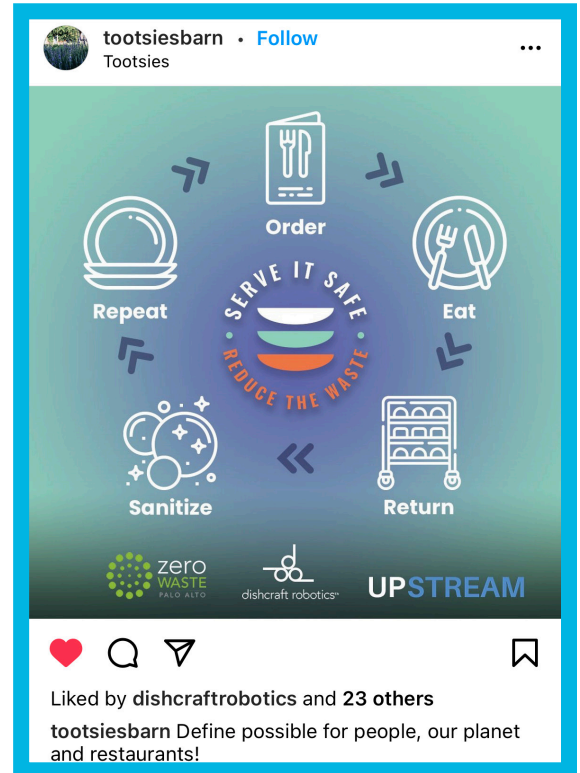 tootsiesbarn • Follow
Tootsies
Order
Repeat
Eat
SERVE IT SAFE
REDUCE THE WASTE
Sanitize
Return
zero
WASTE
PALO ALTO
dishcraft robotics™
UPSTREAM
Liked by dishcraftrobotics and 23 others
tootsiesbarn Define possible for people, our planet
and restaurants!